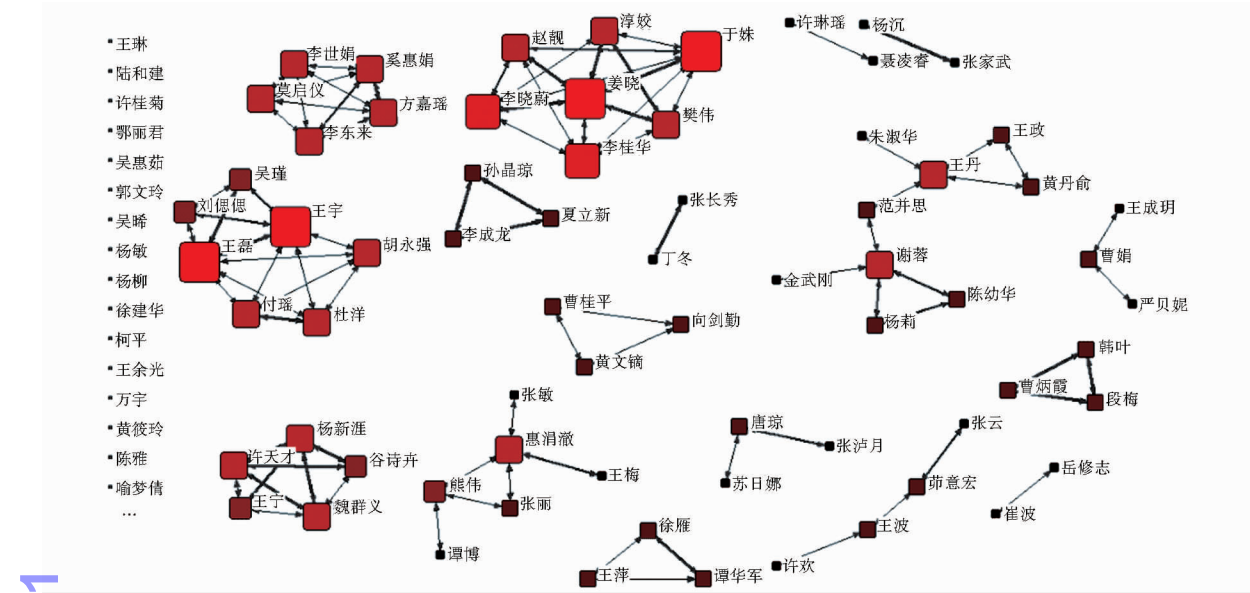 王琳
陆和建
许桂菊
鄂丽君
吴惠茹
郭文玲
吴晞
杨敏
杨柳
徐建华
柯平
王余光
万宇
黄筱玲
陈雅
喻梦倩
…
李世娟
奚惠娟
莫启仪
方嘉瑶
李东来
淳姣
赵靓
于姝
李晓蔚
姜晓
樊伟
李桂华
许琳瑶
杨沉
聂凌睿
张家武
吴瑾
刘偲偲
王宇
王磊
胡永强
付瑶
杜洋
孙晶琼
夏立新
李成龙
张长秀
丁冬
朱淑华
王政
王丹
黄丹俞
范并思
谢蓉
金武刚
陈幼华
杨莉
王成玥
曹娟
严贝妮
曹桂平
向剑勤
黄文镝
韩叶
曹炳霞
段梅
杨新涯
许天才
谷诗卉
王宁
魏群义
张敏
惠涓澈
王梅
熊伟
张丽
谭博
唐琼
张泸月
苏日娜
张云
茆意宏
王波
许欢
岳修志
崔波
徐雁
王萍
谭华军
1